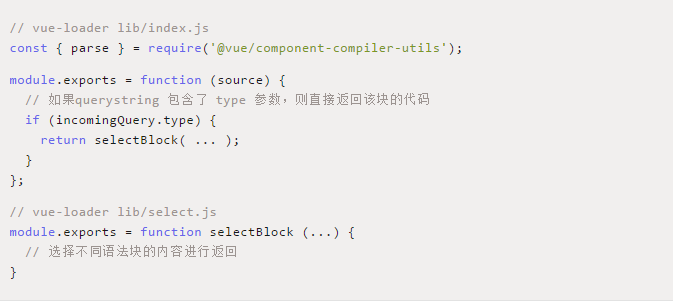 // vue-loader lib/index.js
const { parse } = require('@vue/component-compiler-utils');
module.exports = function (source) {
// 如果querystring 包含了 type 参数，则直接返回该块的代码
if (incomingQuery.type) {
return selectBlock( ... );
}
};
// vue-loader lib/select.js
module.exports = function selectBlock (...) {
// 选择不同语法块的内容进行返回
}